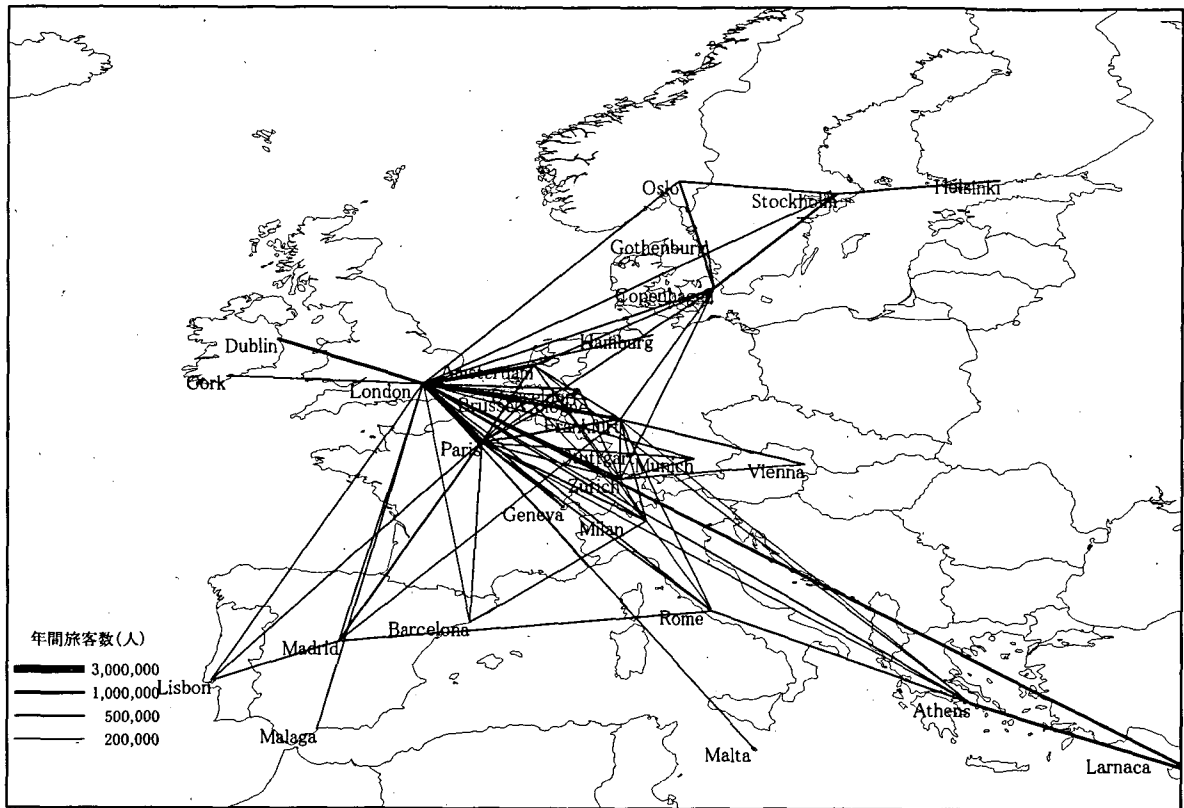 Oslo
Stockholm
Helsinki
Gothenburg
Copenhagen
Hamburg
Dublin
Cork
London
Amsterdam
Frankfurt
Paris
Stuttgart
Munich
Vienna
Zurich
Geneva
Milan
Rome
Barcelona
Madrid
Lisbon
Malaga
Malta
Athens
Larnaca
年間旅客数(人)
3,000,000
1,000,000
500,000
200,000